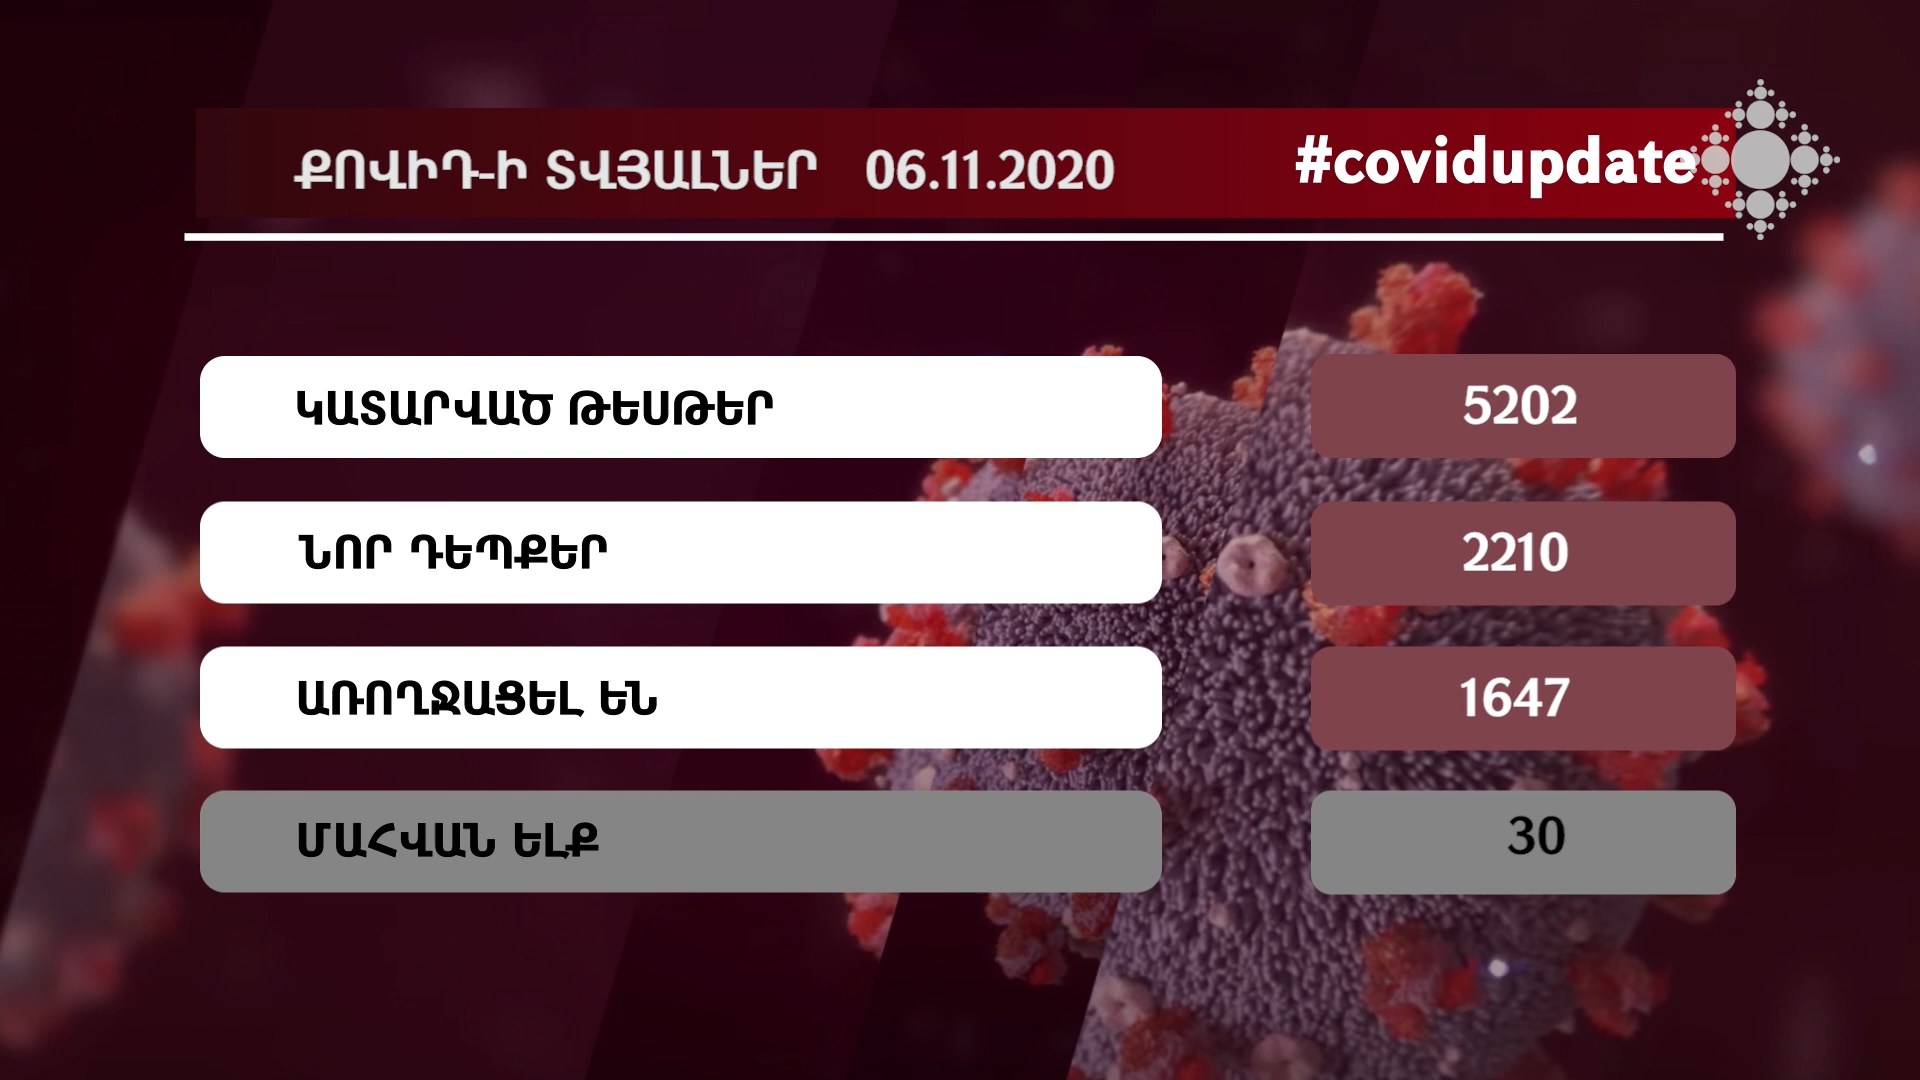 ՔՈՎԻԴ-Ի ՏՎՅԱԼՆԵՐ 06.11.2020 #covidupdate
ԿԱՏԱՐՎԱԾ ԹԵՍԹԵՐ 5202
ՆՈՐ ԴԵՊՔԵՐ 2210
ԱՌՈՂՋԱՑԵԼ ԵՆ 1647
ՄԱՀՎԱՆ ԵԼՔ 30